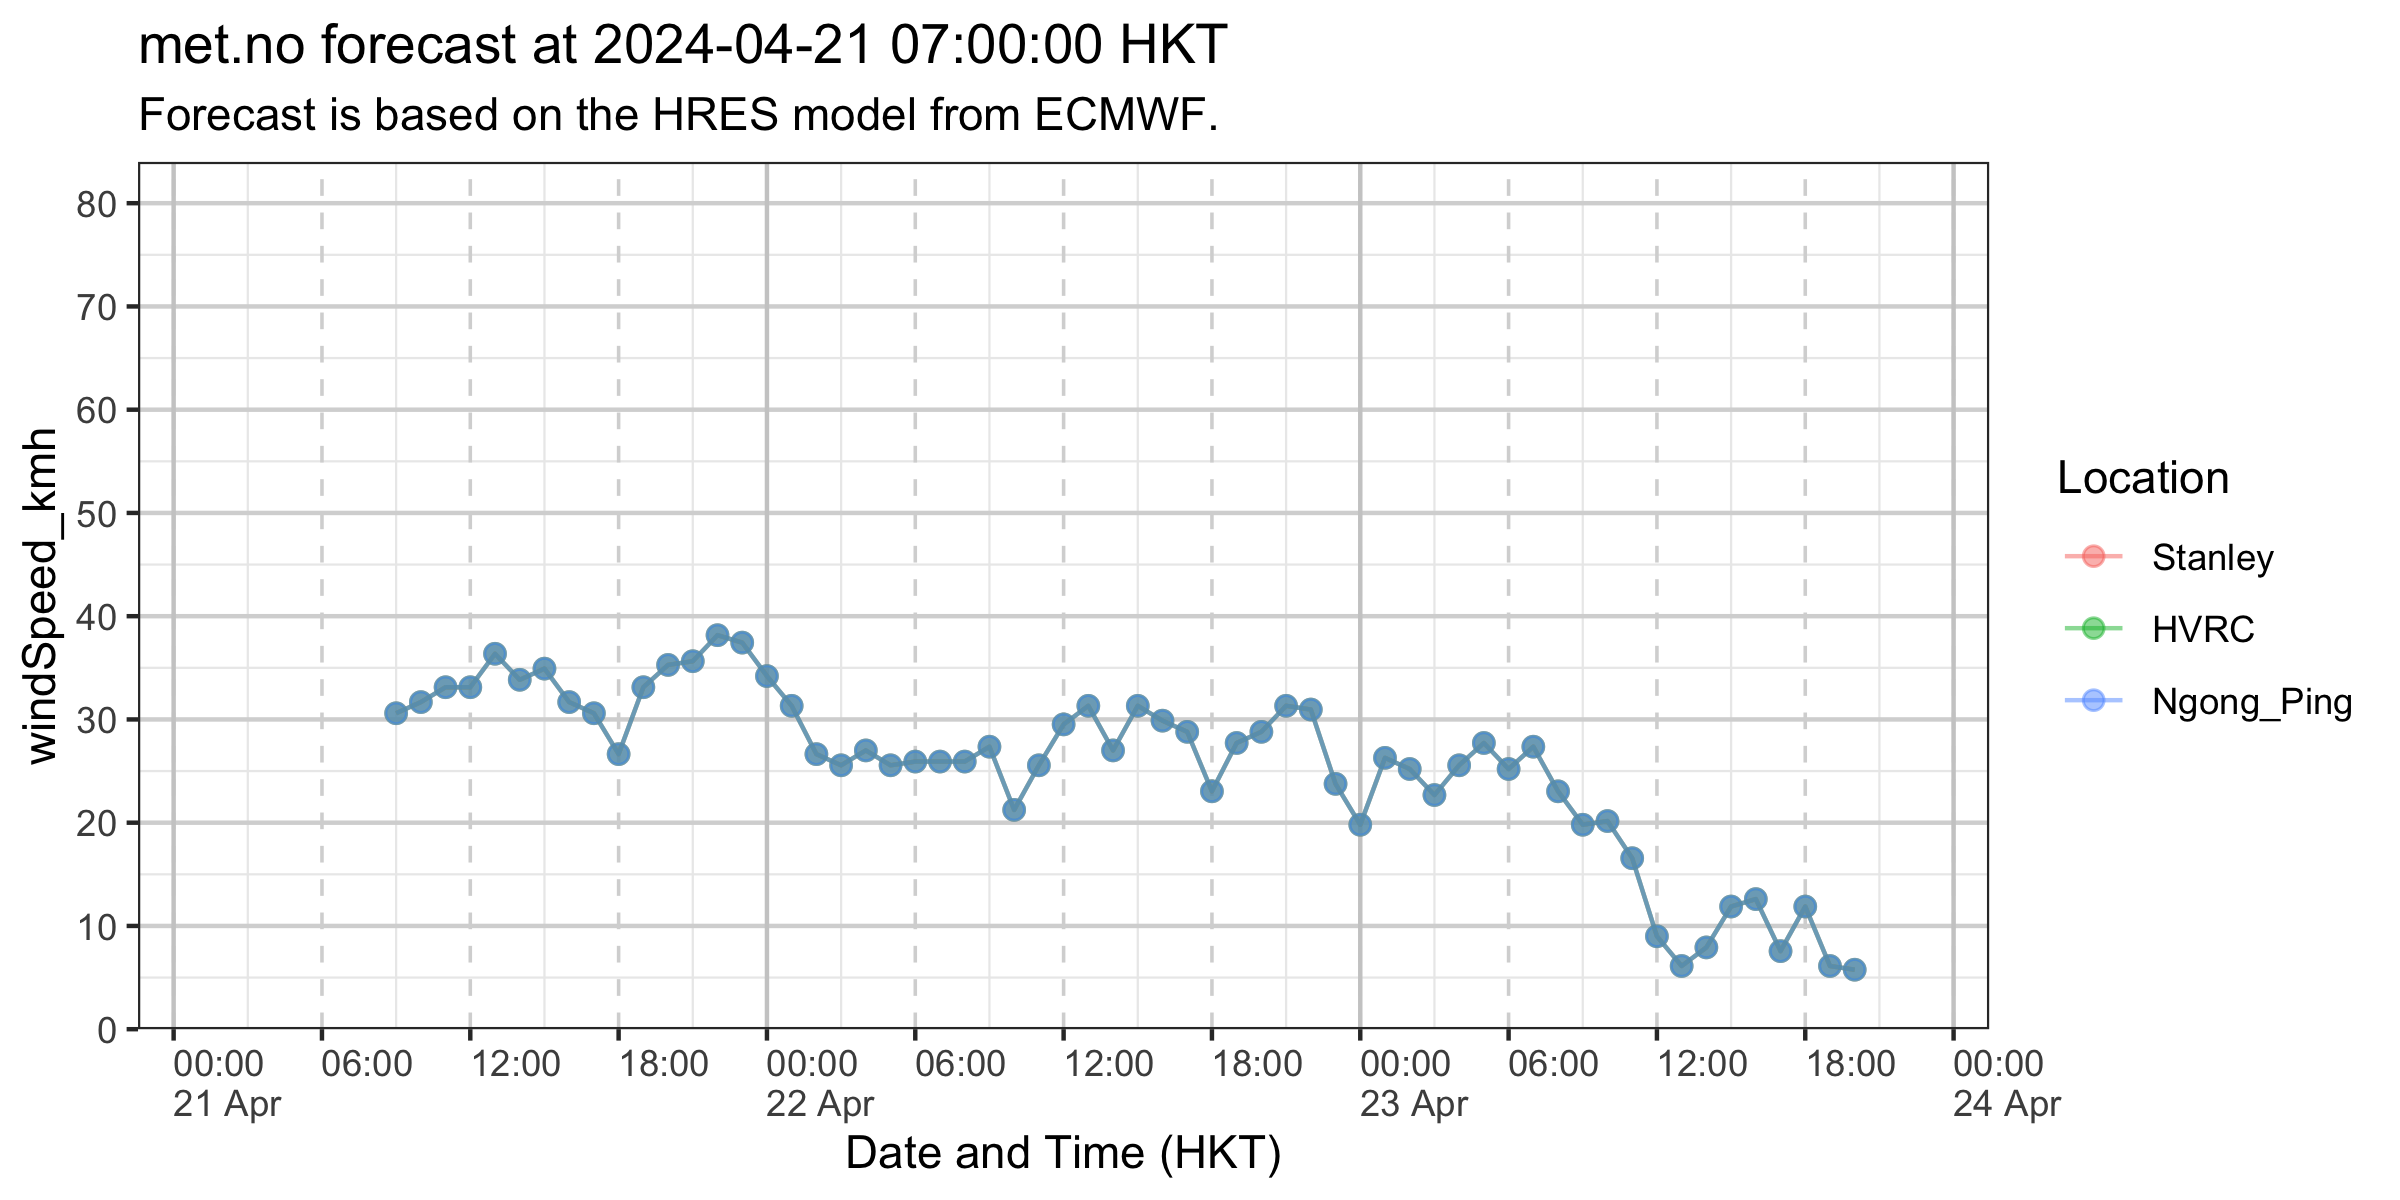 met.no forecast at 2024-04-21 07:00:00 HKT
Forecast is based on the HRES model from ECMWF.
windSpeed_kmh
80
70
60
50
40
30
20
10
0
00:00 06:00 12:00 18:00 00:00 06:00 12:00 18:00 00:00 06:00 12:00 18:00 00:00
21 Apr 22 Apr 23 Apr 24 Apr
Date and Time (HKT)
Location
Stanley
HVRC
Ngong_Ping